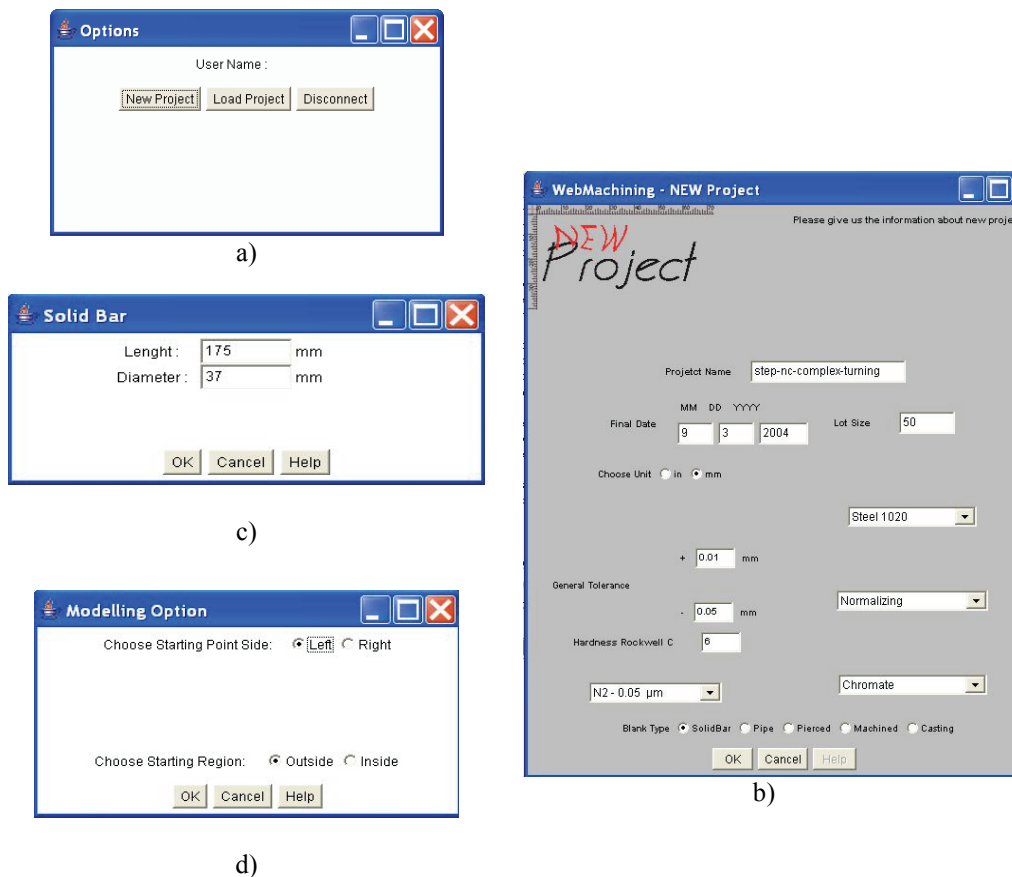 Options
User Name :
New Project Load Project Disconnect
a)
Solid Bar
Lenght : 175 mm
Diameter : 37 mm
OK Cancel Help
c)
Modelling Option
Choose Starting Point Side: Left Right
Choose Starting Region: Outside Inside
OK Cancel Help
d)
WebMachining - NEW Project
Please give us the information about new proje
NEW
Project
Projetct Name step-nc-complex-turning
MM DD YYYY
Final Date 9 3 2004 Lot Size 50
Choose Unit in mm
Steel 1020
+ 0.01 mm
General Tolerance
Normalizing
- 0.05 mm
Hardness Rockwell C 6
Chromate
N2 - 0.05 µm
Blank Type SolidBar Pipe Pierced Machined Casting
OK Cancel Help
b)